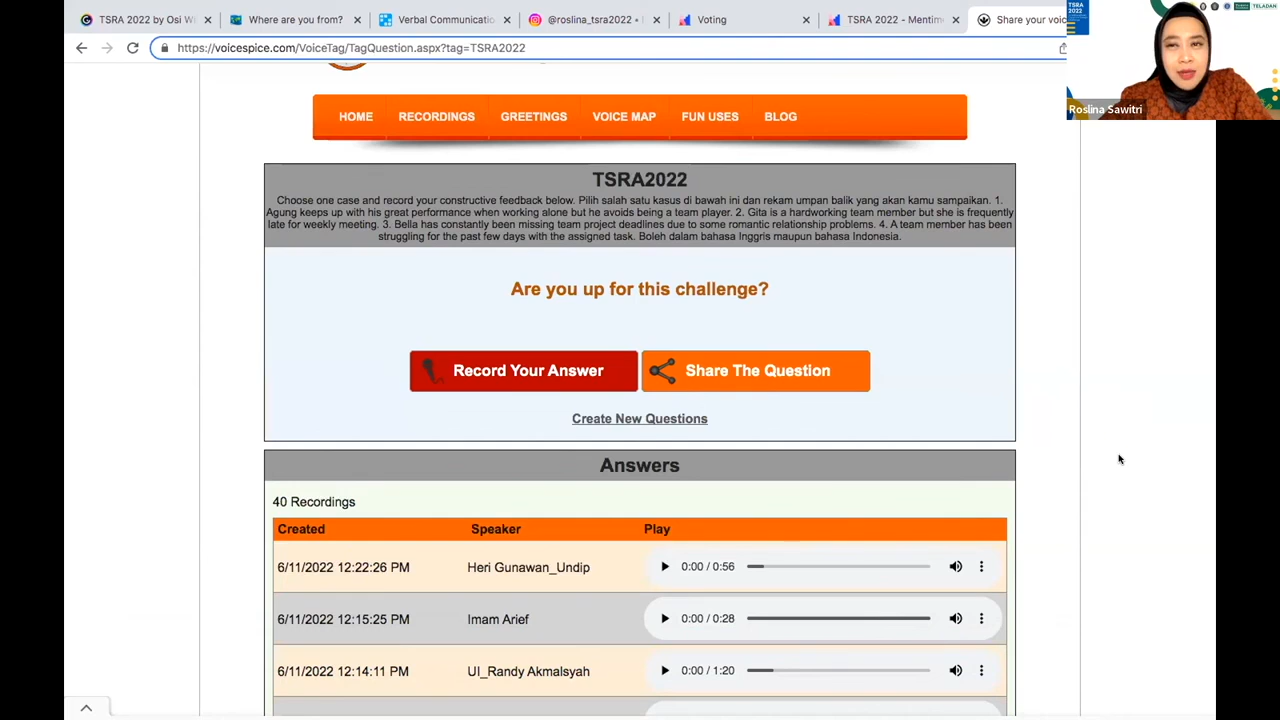 TSRA 2022 by Osi Wi
Where are you from?
Verbal Communicatio
@roslina_tsra2022 •
Voting
TSRA 2022 - Mentim
Share your voic
https://voicespice.com/VoiceTag/TagQuestion.aspx?tag=TSRA2022
TSRA
2022
TELADAN
Roslina Sawitri
HOME
RECORDINGS
GREETINGS
VOICE MAP
FUN USES
BLOG
TSRA2022
Choose one case and record your constructive feedback below. Pilih salah satu kasus di bawah ini dan rekam umpan balik yang akan kamu sampaikan. 1.
Agung keeps up with his great performance when working alone but he avoids being a team player. 2. Gita is a hardworking team member but she is frequently
late for weekly meeting. 3. Bella has constantly been missing team project deadlines due to some romantic relationship problems. 4. A team member has been
struggling for the past few days with the assigned task. Boleh dalam bahasa Inggris maupun bahasa Indonesia.
Are you up for this challenge?
Record Your Answer
Share The Question
Create New Questions
Answers
40 Recordings
Created Speaker Play
6/11/2022 12:22:26 PM Heri Gunawan_Undip 0:00 / 0:56
6/11/2022 12:15:25 PM Imam Arief 0:00 / 0:28
6/11/2022 12:14:11 PM UI_Randy Akmalsyah 0:00 / 1:20